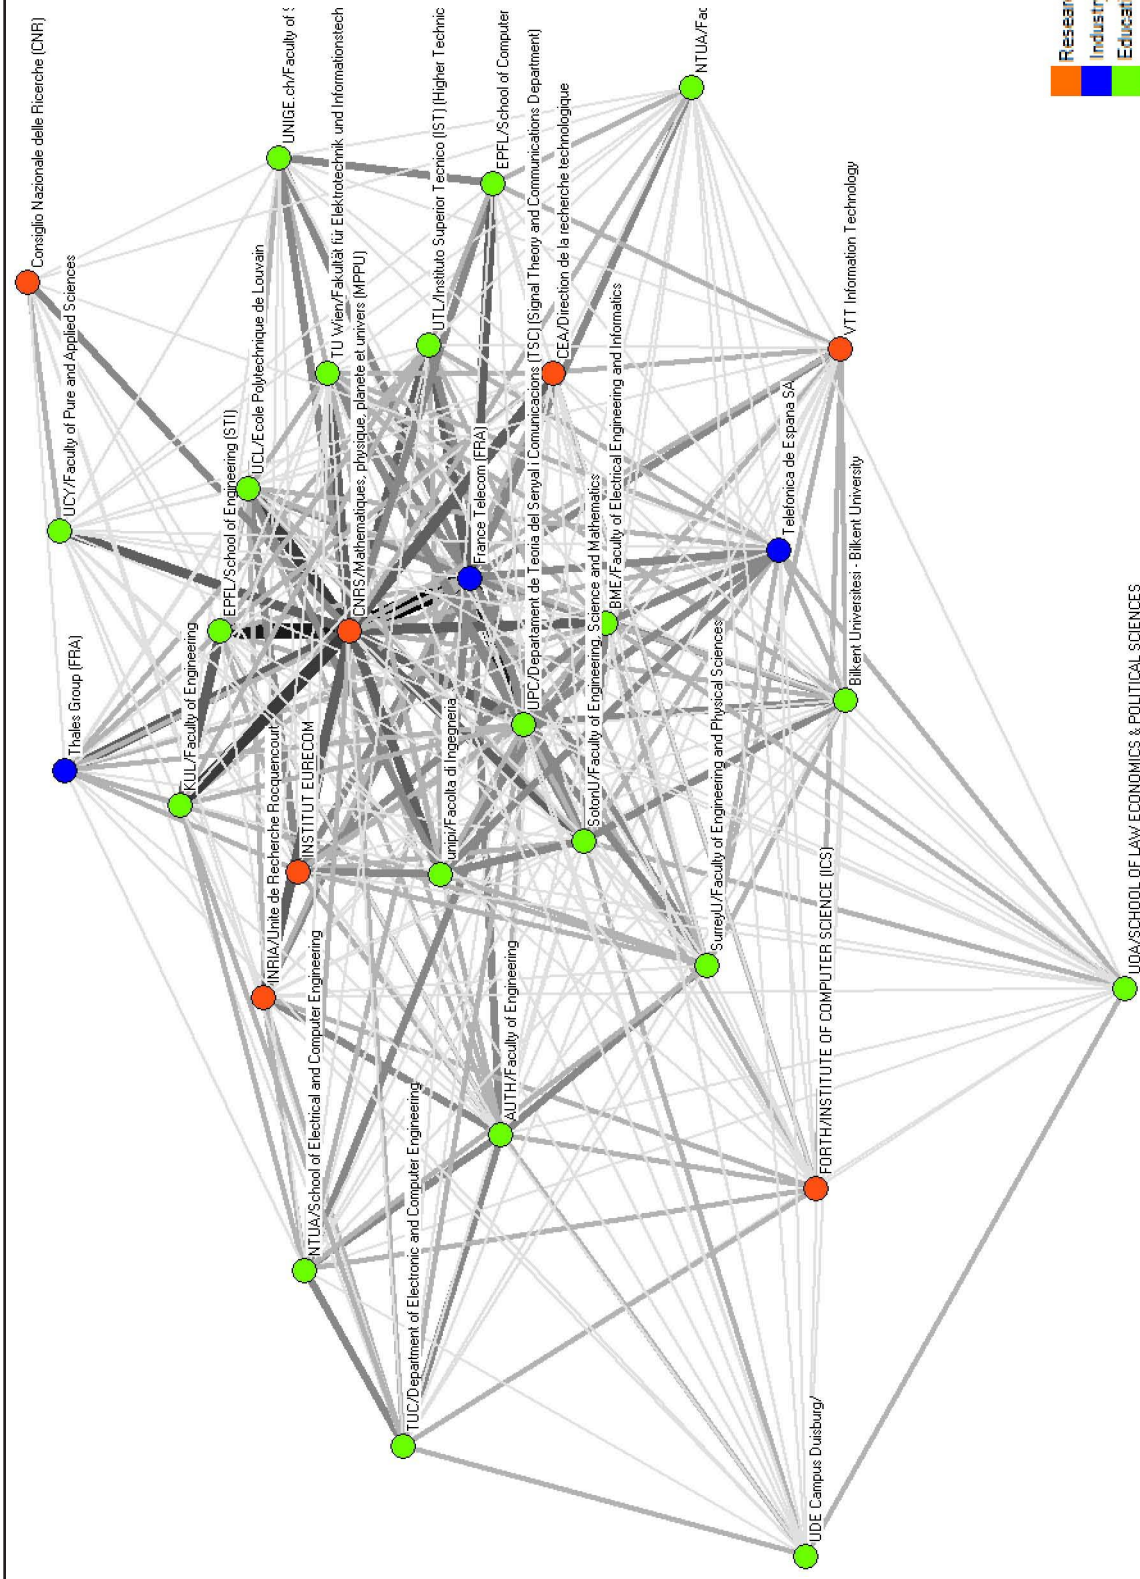 Consiglio Nazionale delle Ricerche (CNR)
UCY/Faculty of Pure and Applied Sciences
Thales Group (FRA)
UNIGE.ch/Faculty of S
EPFL/School of Engineering (STI)
UCL/Ecole Polytechnique de Louvain
KUL/Faculty of Engineering
TU Wien/Fakultät für Elektrotechnik und Informationstech
CNRS/Mathematiques, physique, planete et univers (MPPU)
INRIA/Unite de Recherche Rocquencourt
INSTITUT EURECOM
NTUA/School of Electrical and Computer Engineering
UTL/Instituto Superior Tecnico (IST) (Higher Technic
France Telecom (FRA)
unipi/Facolta di Ingegneria
TUC/Department of Electronic and Computer Engineering
EPFL/School of Computer
AUTH/Faculty of Engineering
UPC/Departament de Teoria del Senyal i Comunicacions (TSC) (Signal Theory and Communications Department)
CEA/Direction de la recherche technologique
SotonU/Faculty of Engineering, Science and Mathematics
BME/Faculty of Electrical Engineering and Informatics
NTUA/Fac
SurreyU/Faculty of Engineering and Physical Sciences
Telefonica de Espana SA
VTT Information Technology
Bilkent Universitesi - Bilkent University
FORTH/INSTITUTE OF COMPUTER SCIENCE (ICS)
UDE Campus Duisburg/
UOA/SCHOOL OF LAW ECONOMICS & POLITICAL SCIENCES
Resear
Industry
Educati